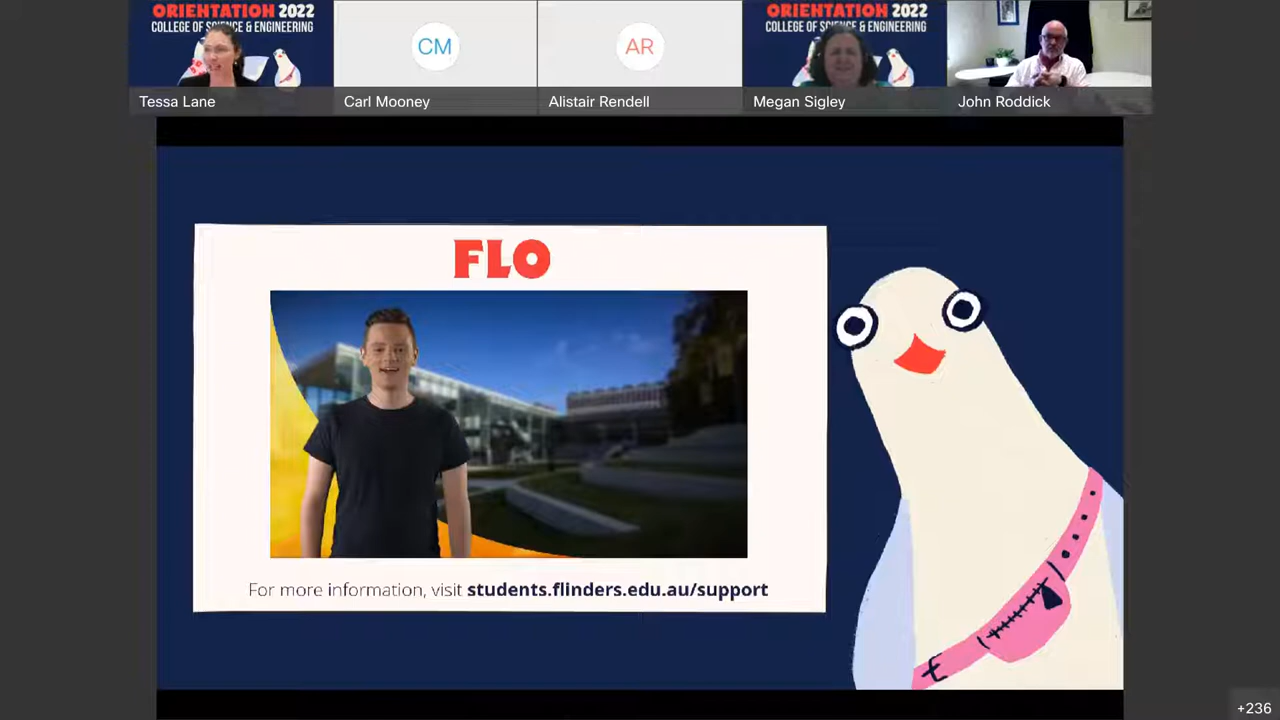 ORIENTATION 2022
COLLEGE OF SCIENCE & ENGINEERING
CM
AR
ORIENTATION 2022
COLLEGE OF SCIENCE & ENGINEERING
Tessa Lane
Carl Mooney
Alistair Rendell
Megan Sigley
John Roddick
FLO
For more information, visit students.flinders.edu.au/support
+236